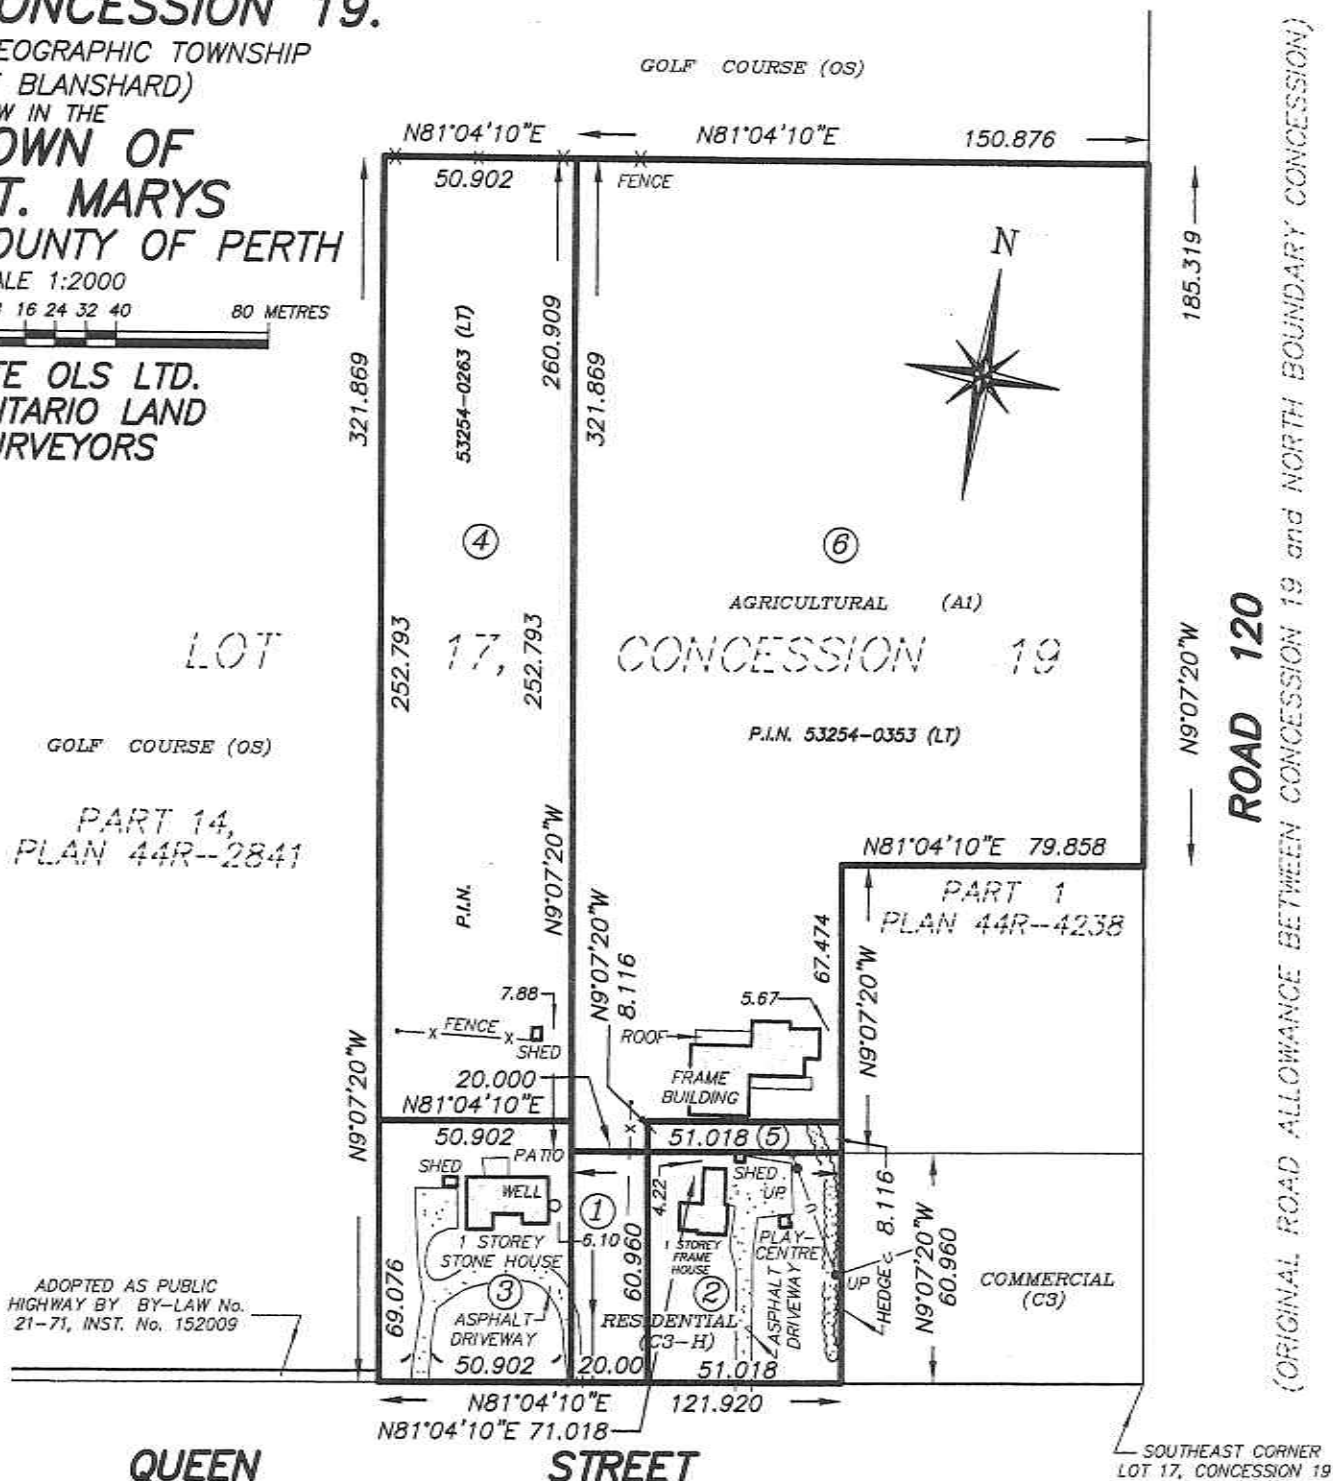 CONCESSION 19.
GEOGRAPHIC TOWNSHIP
BLANSHARD)
IN THE
TOWN OF
ST. MARYS
COUNTY OF PERTH
SCALE 1:2000
16 24 32 40 80 METRES
OLS LTD.
ONTARIO LAND
SURVEYORS
GOLF COURSE (OS)
N81°04'10"E
N81°04'10"E
150.876
50.902
FENCE
N
321.869
53254-0263 (LT)
260.909
321.869
185.319
4
6
AGRICULTURAL (A1)
LOT 17, CONCESSION 19
252.793
252.793
P.I.N. 53254-0353 (LT)
N9°07'20"W
ROAD 120
(ORIGINAL ROAD ALLOWANCE BETWEEN CONCESSION 19 and NORTH BOUNDARY CONCESSION)
GOLF COURSE (OS)
PART 14,
PLAN 44R-2841
P.I.N.
N9°07'20"W
N81°04'10"E 79.858
PART 1
PLAN 44R-4238
N9°07'20"W
8.116
67.474
N9°07'20"W
7.88
5.67
FENCE
SHED
ROOF
FRAME
BUILDING
N9°07'20"W
20.000
N81°04'10"E
50.902
51.018
5
PATIO
SHED
WELL
1
4.22
SHED
UP
8.116
1 STOREY
STONE HOUSE
6.10
60.960
1 STOREY
FRAME
HOUSE
PLAY-
CENTRE
UP
HEDGE
N9°07'20"W
60.960
COMMERCIAL
(C3)
69.076
3
2
ASPHALT
DRIVEWAY
RESIDENTIAL
(C3-H)
ASPHALT
DRIVEWAY
ADOPTED AS PUBLIC
HIGHWAY BY BY-LAW No.
21-71, INST. No. 152009
50.902
20.00
51.018
N81°04'10"E
121.920
N81°04'10"E 71.018
QUEEN STREET
SOUTHEAST CORNER
LOT 17, CONCESSION 19